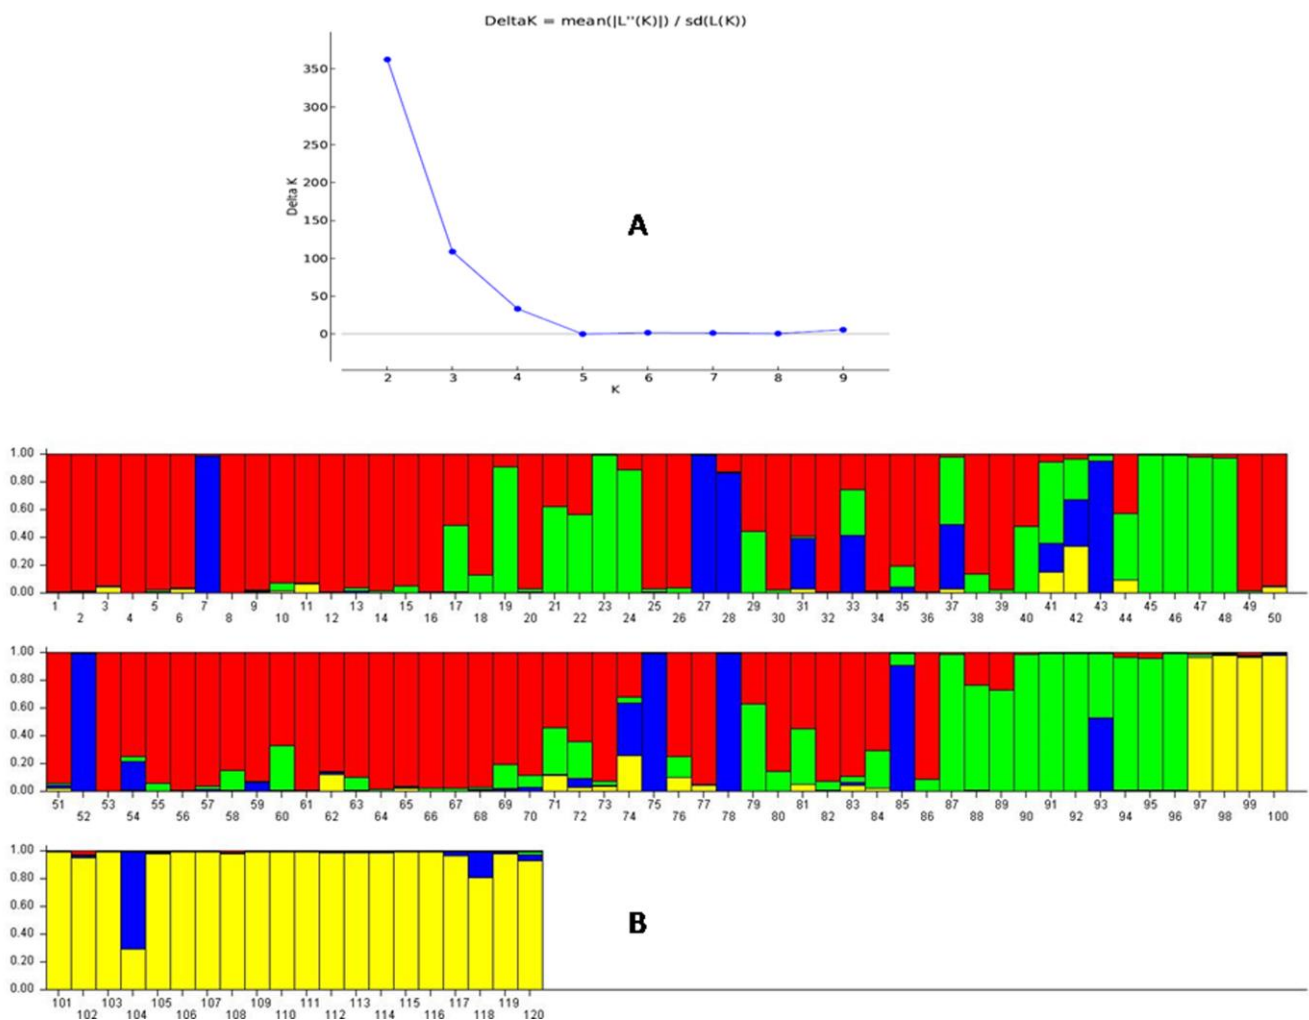 DeltaK = mean(|L''(K)|) / sd(L(K))
350
300
250
200
150
100
50
0
Delta K
A
2 3 4 5 6 7 8 9
K
1.00
0.80
0.60
0.40
0.20
0.00
1 3 5 7 9 11 13 15 17 19 21 23 25 27 29 31 33 35 37 39 41 43 45 47 49
2 4 6 8 10 12 14 16 18 20 22 24 26 28 30 32 34 36 38 40 42 44 46 48 50
1.00
0.80
0.60
0.40
0.20
0.00
51 53 55 57 59 61 63 65 67 69 71 73 75 77 79 81 83 85 87 89 91 93 95 97 99
52 54 56 58 60 62 64 66 68 70 72 74 76 78 80 82 84 86 88 90 92 94 96 98 100
1.00
0.80
0.60
0.40
0.20
0.00
B
101 103 105 107 109 111 113 115 117 119
102 104 106 108 110 112 114 116 118 120